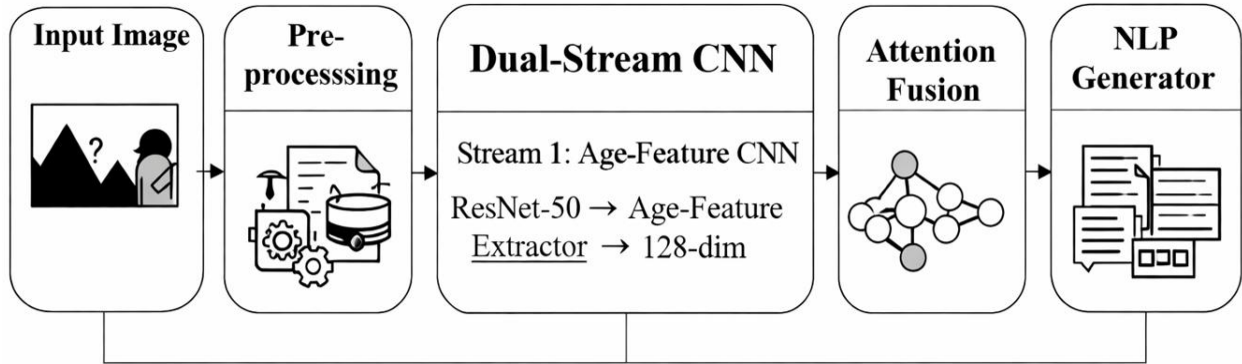 Input Image
Pre-
processsing
Dual-Stream CNN
Stream 1: Age-Feature CNN
ResNet-50 → Age-Feature
Extractor → 128-dim
Attention
Fusion
NLP
Generator
?